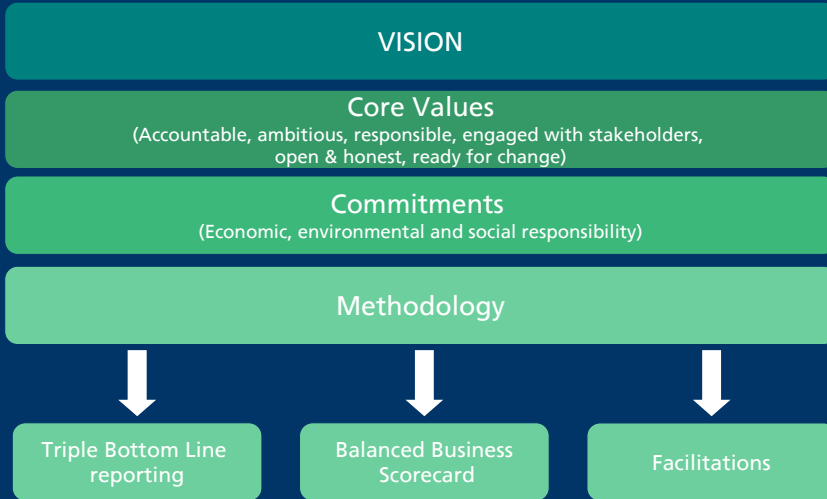 VISION
Core Values
(Accountable, ambitious, responsible, engaged with stakeholders,
open & honest, ready for change)
Commitments
(Economic, environmental and social responsibility)
Methodology
Triple Bottom Line
reporting
Balanced Business
Scorecard
Facilitations